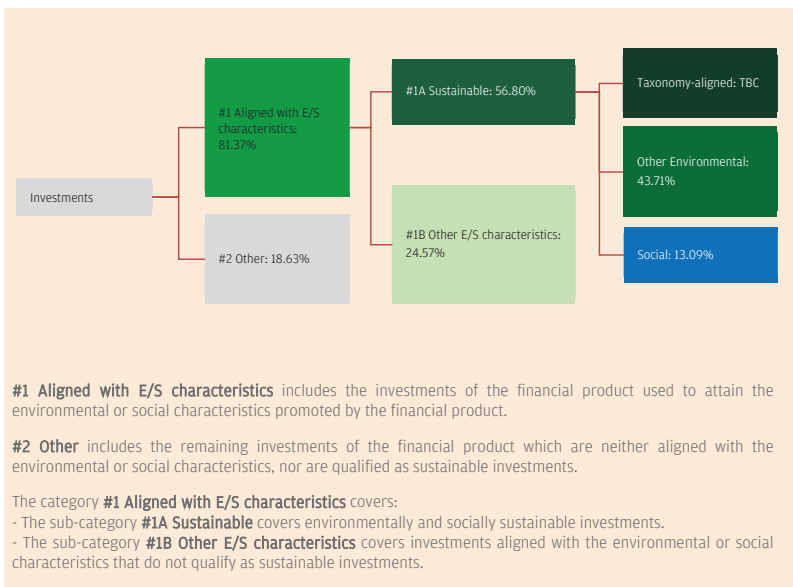 Investments
#1 Aligned with E/S
characteristics:
81.37%
#2 Other: 18.63%
#1A Sustainable: 56.80%
#1B Other E/S characteristics:
24.57%
Taxonomy-aligned: TBC
Other Environmental:
43.71%
Social: 13.09%
#1 Aligned with E/S characteristics includes the investments of the financial product used to attain the
environmental or social characteristics promoted by the financial product.
#2 Other includes the remaining investments of the financial product which are neither aligned with the
environmental or social characteristics, nor are qualified as sustainable investments.
The category #1 Aligned with E/S characteristics covers:
- The sub-category #1A Sustainable covers environmentally and socially sustainable investments.
- The sub-category #1B Other E/S characteristics covers investments aligned with the environmental or social
characteristics that do not qualify as sustainable investments.